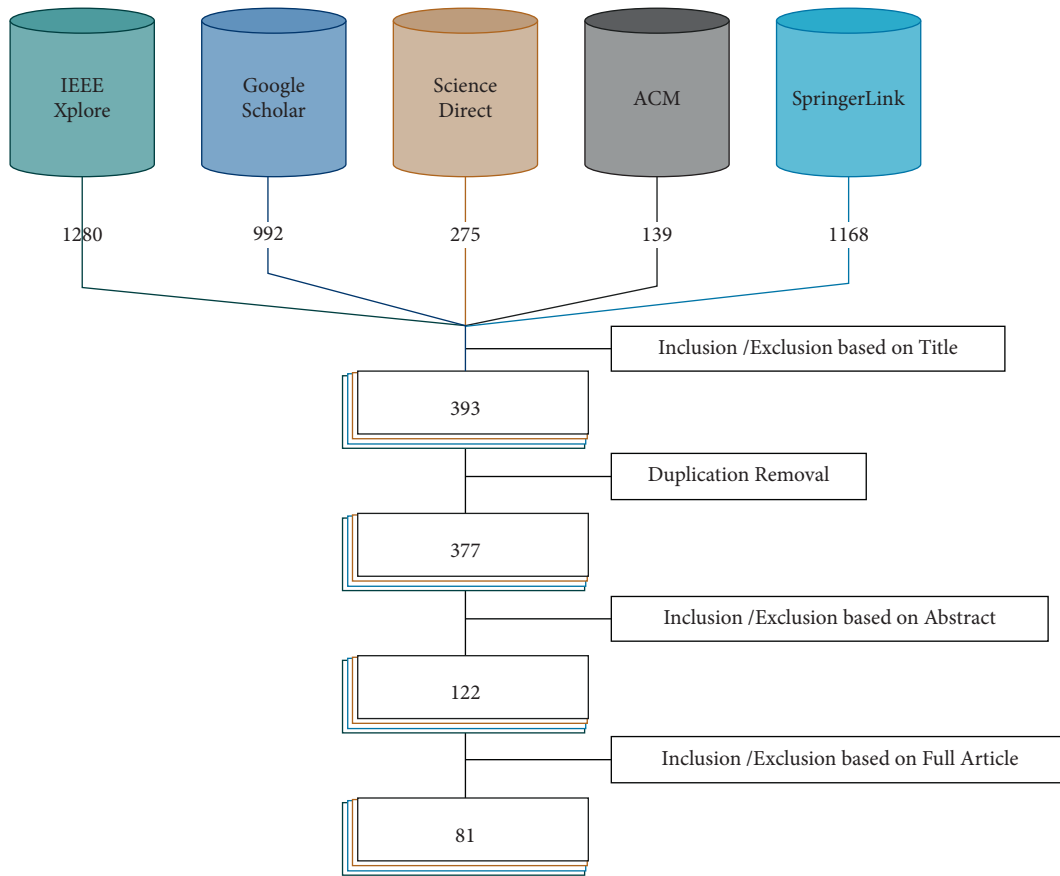 IEEE
Xplore
Google
Scholar
Science
Direct
ACM
SpringerLink
1280
992
275
139
1168
Inclusion /Exclusion based on Title
393
Duplication Removal
377
Inclusion /Exclusion based on Abstract
122
Inclusion /Exclusion based on Full Article
81